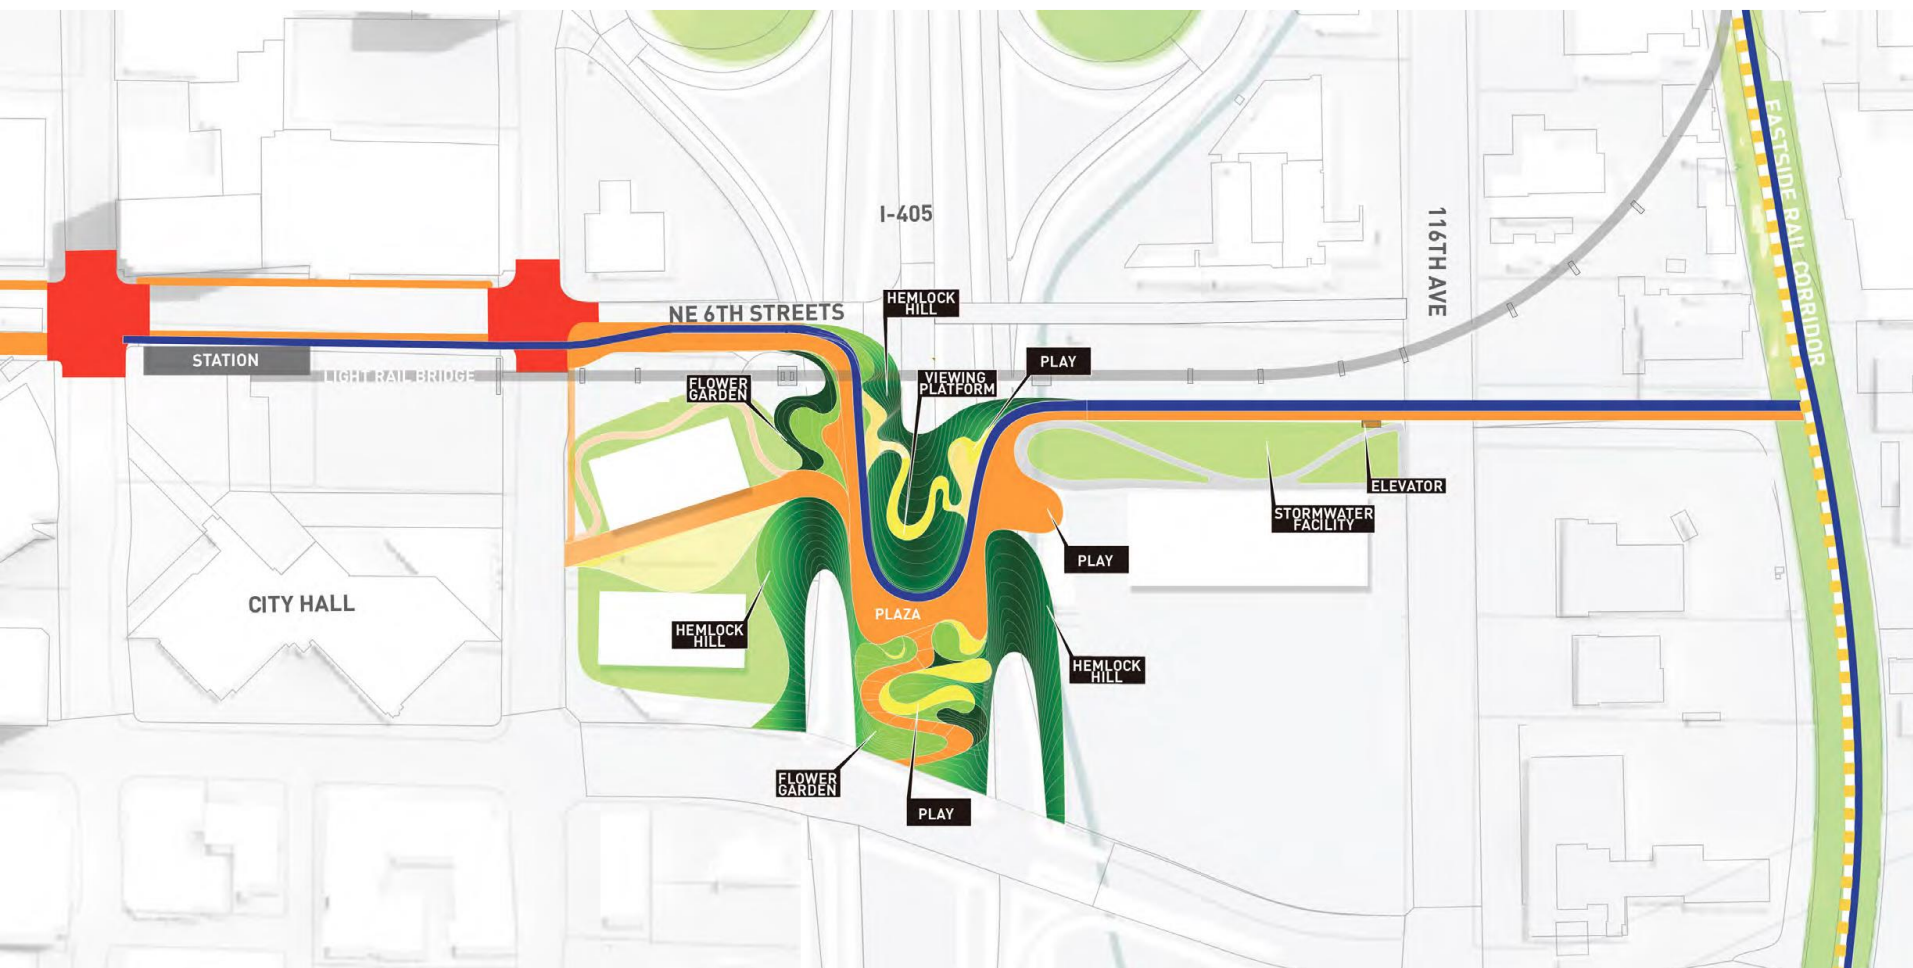 I-405
116TH AVE
EASTSIDE RAIL CORRIDOR
HEMLOCK
HILL
NE 6TH STREETS
STATION
LIGHT RAIL BRIDGE
FLOWER
GARDEN
VIEWING
PLATFORM
PLAY
ELEVATOR
STORMWATER
FACILITY
PLAY
CITY HALL
PLAZA
HEMLOCK
HILL
HEMLOCK
HILL
FLOWER
GARDEN
PLAY